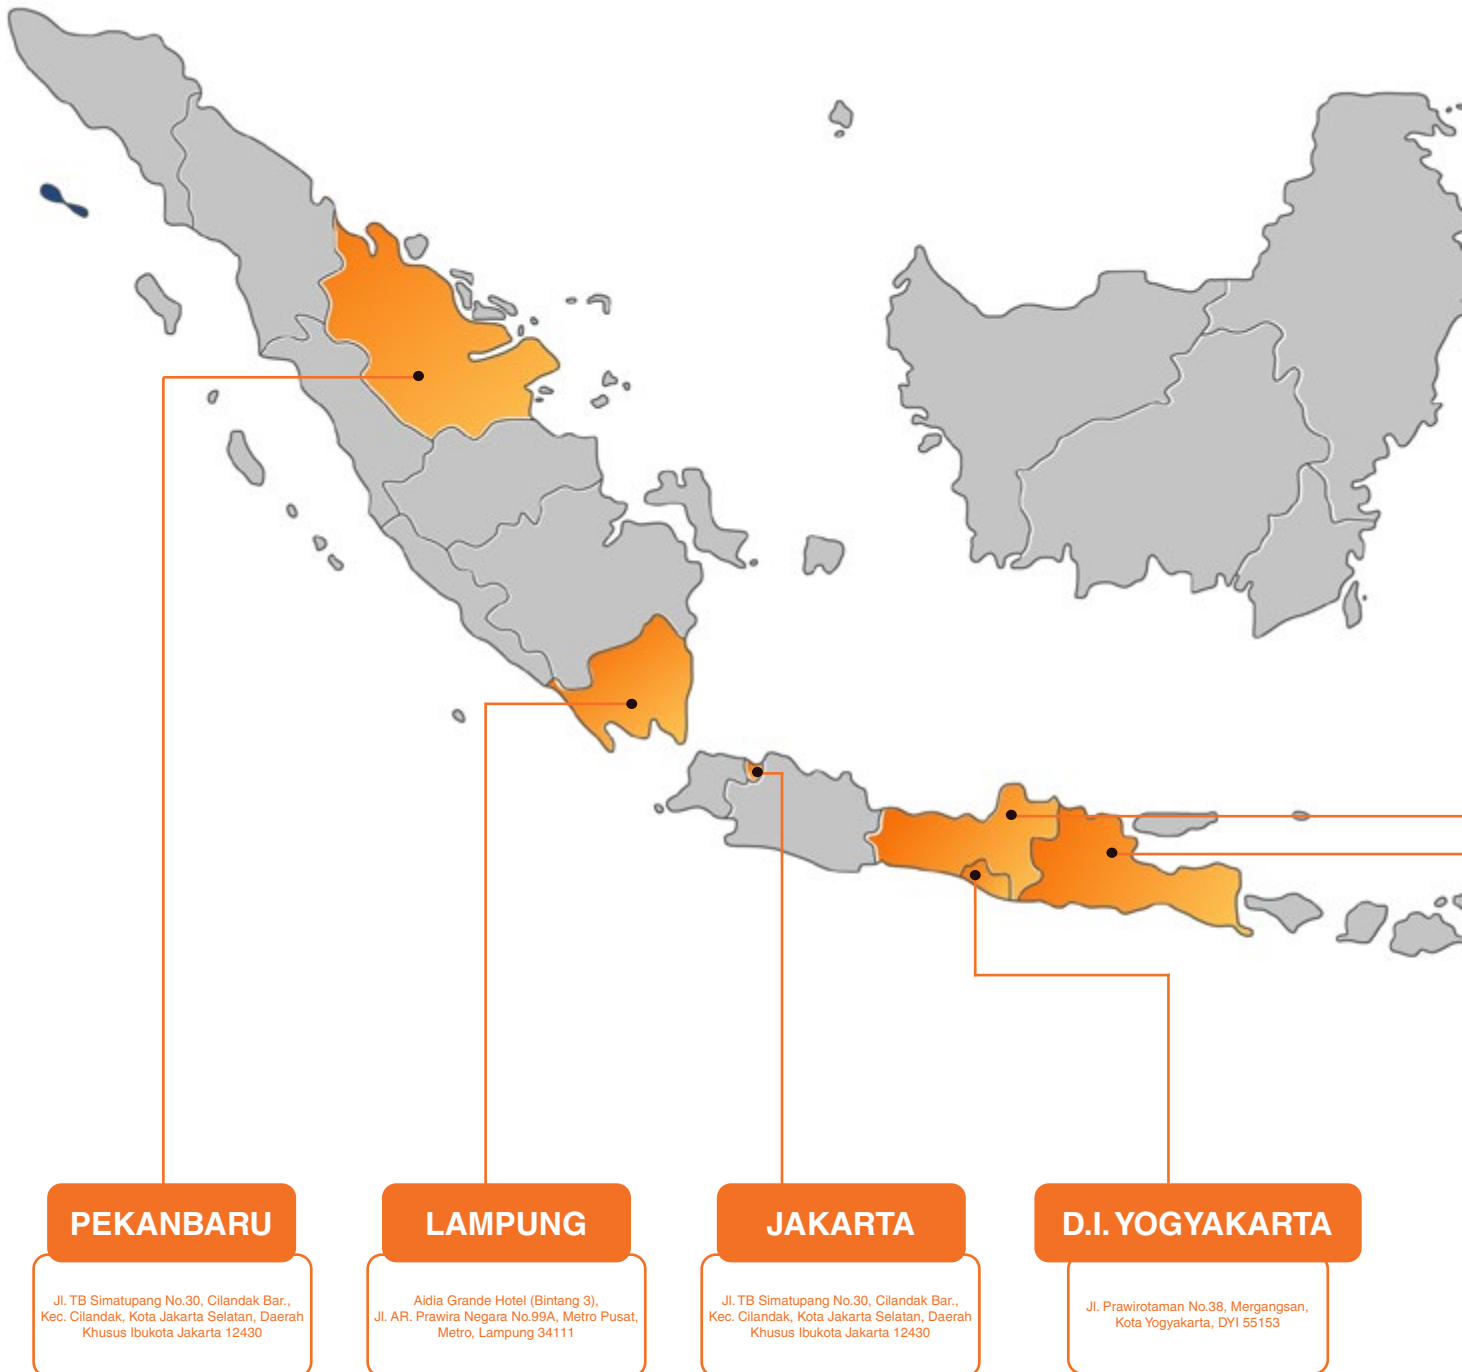 PEKANBARU
Jl. TB Simatupang No.30, Cilandak Bar.,
Kec. Cilandak, Kota Jakarta Selatan, Daerah
Khusus Ibukota Jakarta 12430
LAMPUNG
Aidia Grande Hotel (Bintang 3),
Jl. AR. Prawira Negara No.99A, Metro Pusat,
Metro, Lampung 34111
JAKARTA
Jl. TB Simatupang No.30, Cilandak Bar.,
Kec. Cilandak, Kota Jakarta Selatan, Daerah
Khusus Ibukota Jakarta 12430
D.I. YOGYAKARTA
Jl. Prawirotaman No.38, Mergangsan,
Kota Yogyakarta, DYI 55153